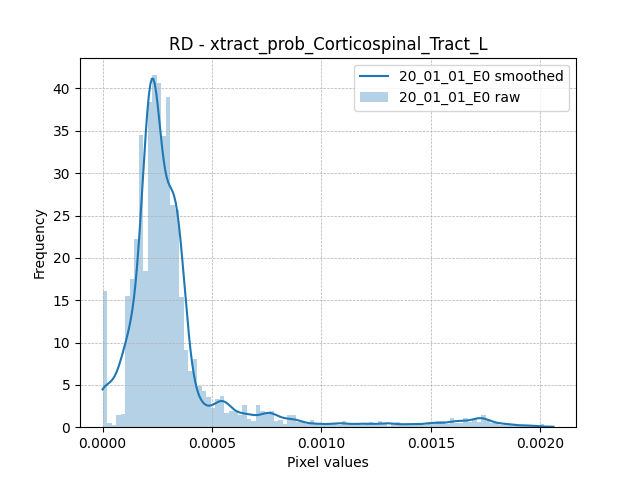 RD - xtract_prob_Corticospinal_Tract_L
20_01_01_E0 smoothed
20_01_01_E0 raw
Frequency
40
35
30
25
20
15
10
5
0
0.0000 0.0005 0.0010 0.0015 0.0020
Pixel values